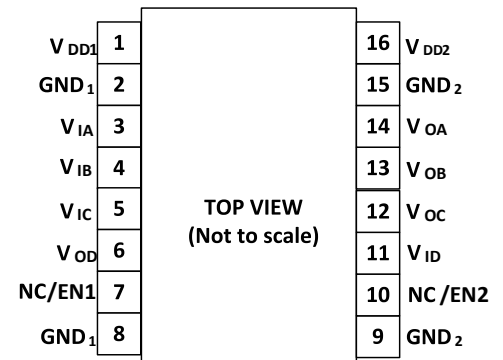 V DD1 1
GND 1 2
V IA 3
V IB 4
V IC 5
V OD 6
NC/EN1 7
GND 1 8
TOP VIEW
(Not to scale)
16 V DD2
15 GND 2
14 V OA
13 V OB
12 V OC
11 V ID
10 NC /EN2
9 GND 2